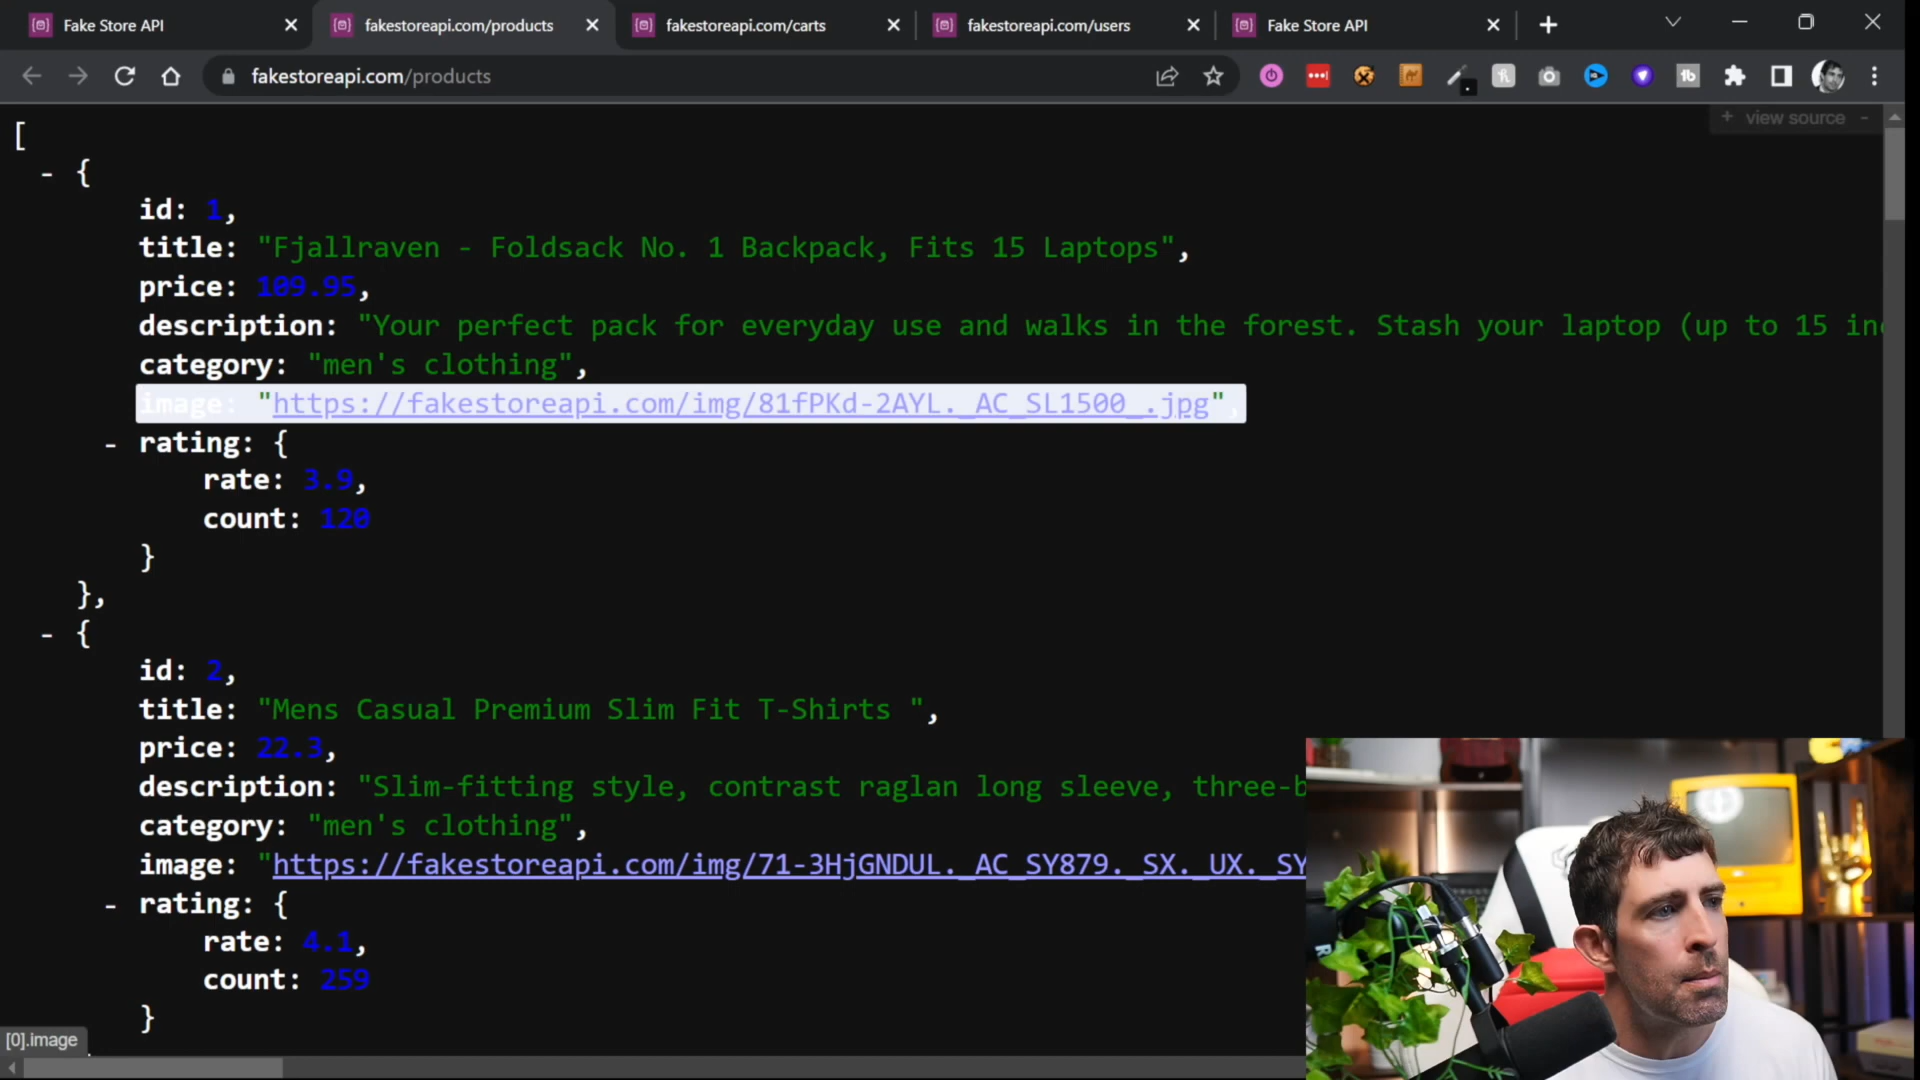 Fake Store API
fakestoreapi.com/products
fakestoreapi.com/carts
fakestoreapi.com/users
Fake Store API
fakestoreapi.com/products
+ view source -
[
- {
id: 1,
title: "Fjallraven - Foldsack No. 1 Backpack, Fits 15 Laptops",
price: 109.95,
description: "Your perfect pack for everyday use and walks in the forest. Stash your laptop (up to 15
category: "men's clothing",
image: "https://fakestoreapi.com/img/81fPKd-2AYL._AC_SL1500_.jpg",
- rating: {
rate: 3.9,
count: 120
}
},
- {
id: 2,
title: "Mens Casual Premium Slim Fit T-Shirts ",
price: 22.3,
description: "Slim-fitting style, contrast raglan long sleeve, three-b
category: "men's clothing",
image: "https://fakestoreapi.com/img/71-3HjGNDUL._AC_SY879._SX._UX._SY
- rating: {
rate: 4.1,
count: 259
}
[0].image